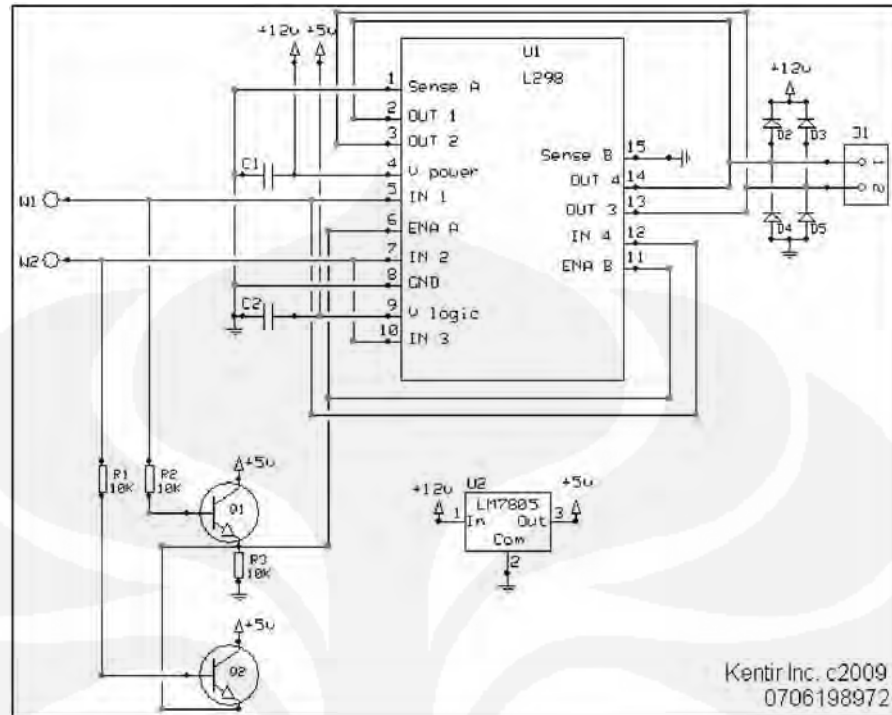 +12v +5v
U1
L298
1 Sense A
2 OUT 1
3 OUT 2
4 V power
5 IN 1
6 ENA A
7 IN 2
8 GND
9 V logic
10 IN 3
Sense B 15
OUT 4 14
OUT 3 13
IN 4 12
ENA B 11
C1
C2
W1
W2
+12v
D2 D3
D4 D5
J1
1
2
R1
10K
R2
10K
+5v
Q1
R3
10K
+5v
Q2
U2
LM7805
+12v
+5v
1 In Out 3
Com
2
Kentir Inc. c2009
0706198972